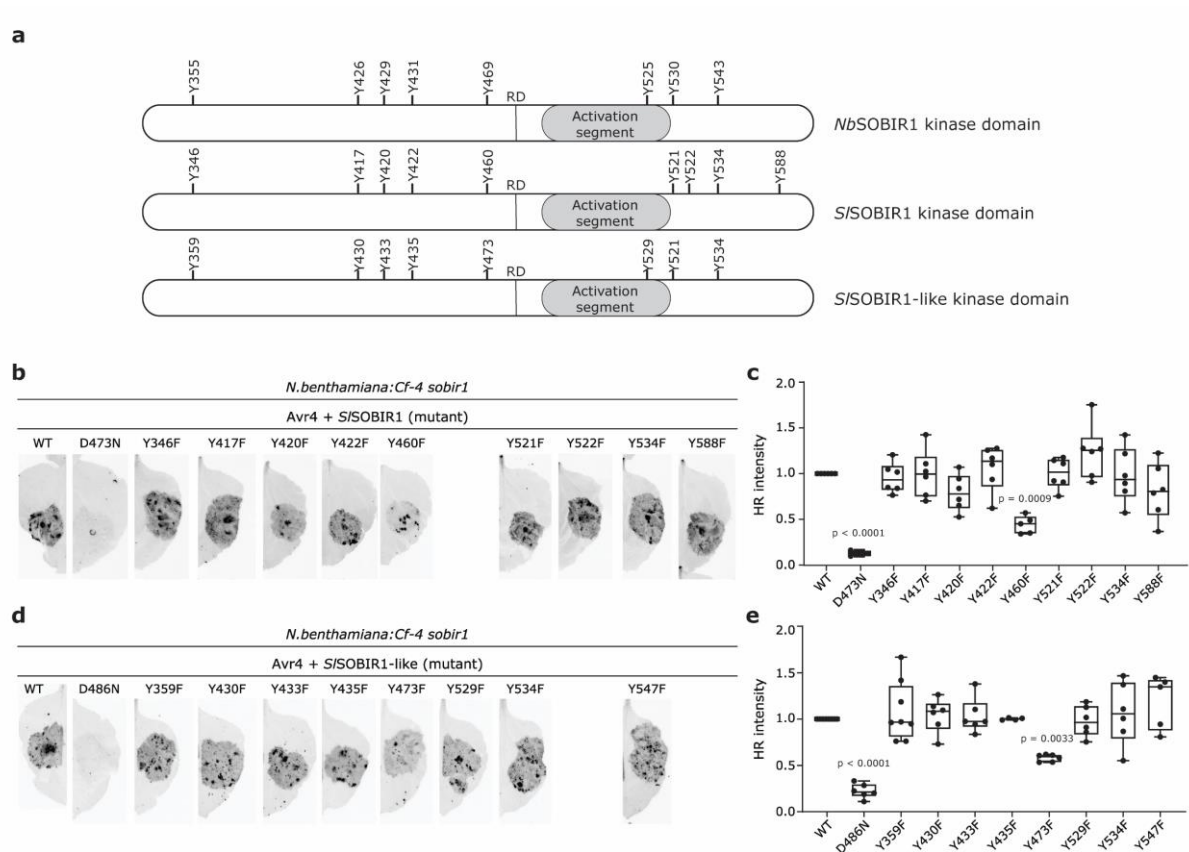 a
Y355 Y426 Y429 Y431 Y469 Y525 Y530 Y543
RD
Activation segment
NbSOBIR1 kinase domain
Y346 Y417 Y420 Y422 Y460 Y521 Y522 Y534 Y588
RD
Activation segment
SlSOBIR1 kinase domain
Y359 Y430 Y433 Y435 Y473 Y529 Y521 Y534
RD
Activation segment
SlSOBIR1-like kinase domain
b
N.benthamiana:Cf-4 sobir1
Avr4 + SlSOBIR1 (mutant)
WT D473N Y346F Y417F Y420F Y422F Y460F Y521F Y522F Y534F Y588F
c
HR intensity
2.0
1.5
1.0
0.5
0.0
p < 0.0001
p = 0.0009
WT D473N Y346F Y417F Y420F Y422F Y460F Y521F Y522F Y534F Y588F
d
N.benthamiana:Cf-4 sobir1
Avr4 + SlSOBIR1-like (mutant)
WT D486N Y359F Y430F Y433F Y435F Y473F Y529F Y534F Y547F
e
HR intensity
2.0
1.5
1.0
0.5
0.0
p < 0.0001
p = 0.0033
WT D486N Y359F Y430F Y433F Y435F Y473F Y529F Y534F Y547F